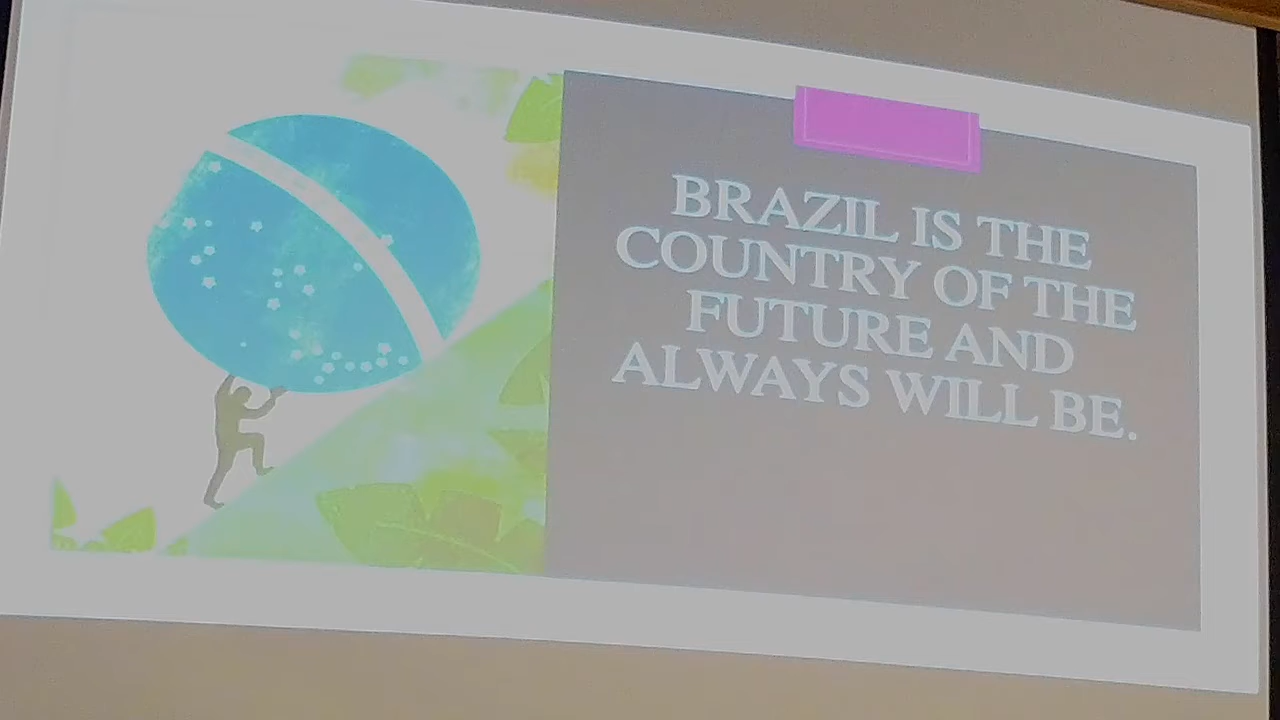 BRAZIL IS THE
COUNTRY OF THE
FUTURE AND
ALWAYS WILL BE.